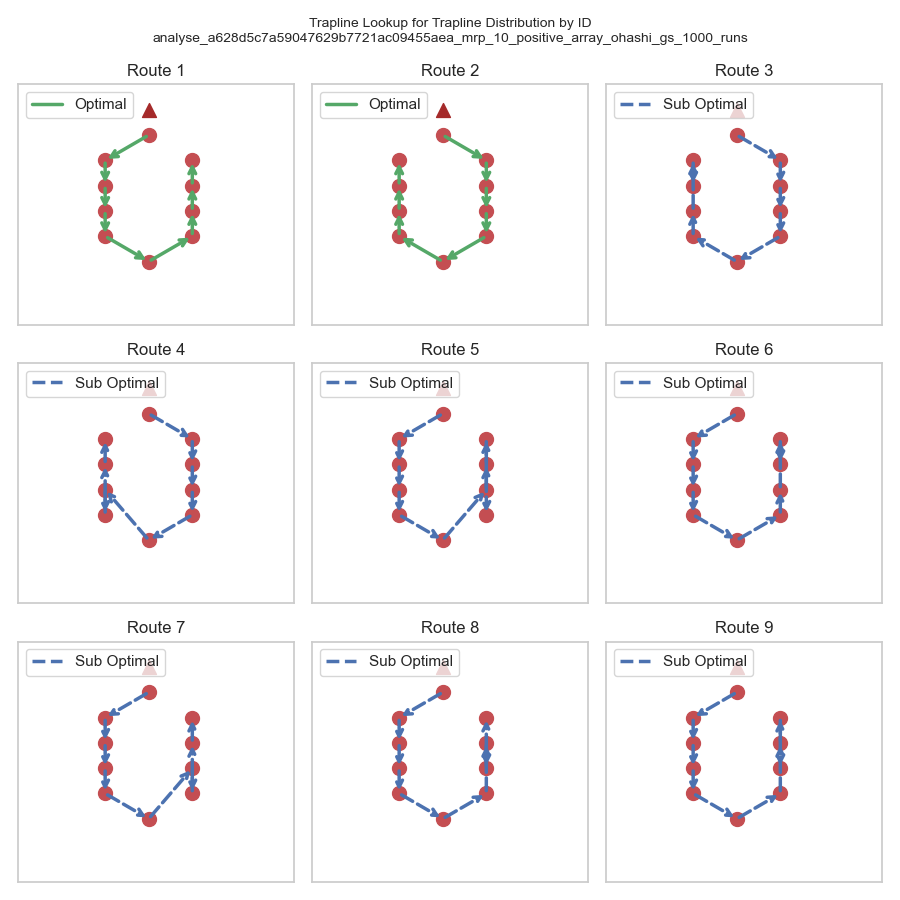 Trapline Lookup for Trapline Distribution by ID
analyse_a628d5c7a59047629b7721ac09455aea_mrp_10_positive_array_ohashi_gs_1000_runs
Route 1
Optimal
Route 2
Optimal
Route 3
Sub Optimal
Route 4
Sub Optimal
Route 5
Sub Optimal
Route 6
Sub Optimal
Route 7
Sub Optimal
Route 8
Sub Optimal
Route 9
Sub Optimal